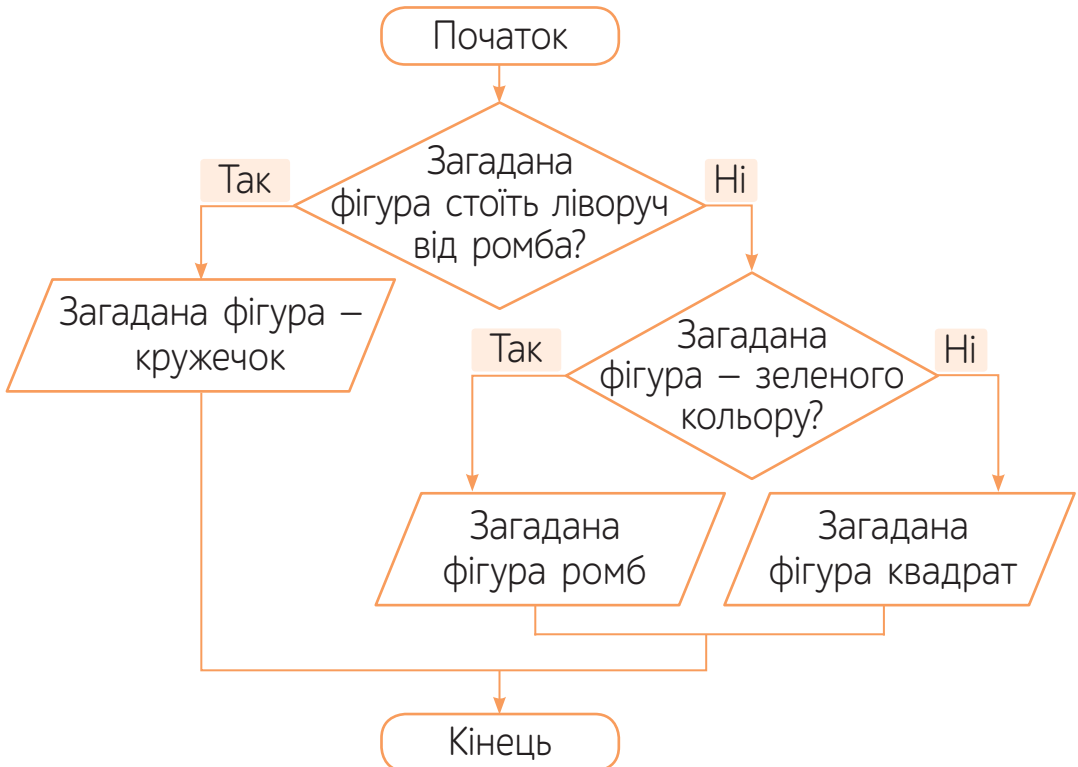 Початок
Загадана
фігура стоїть ліворуч
від ромба?
Так
Ні
Загадана фігура –
кружечок
Загадана
фігура – зеленого
кольору?
Так
Ні
Загадана
фігура ромб
Загадана
фігура квадрат
Кінець